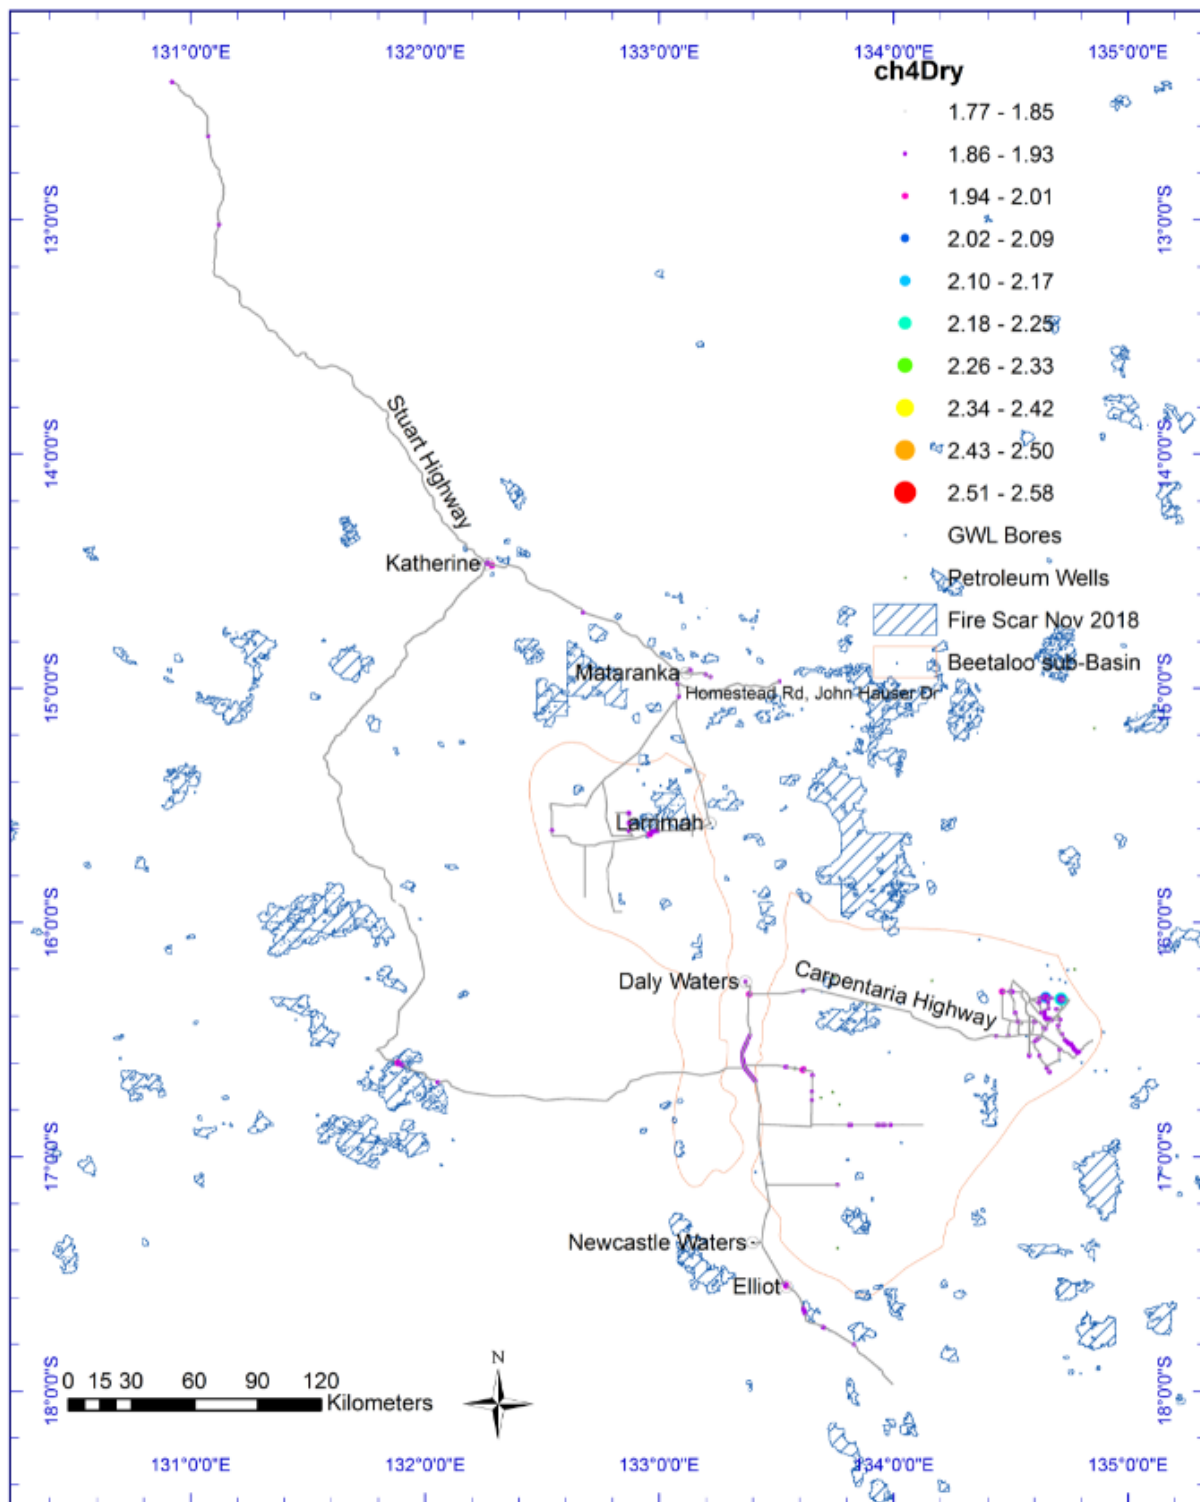 131°0'0"E 132°0'0"E 133°0'0"E 134°0'0"E 135°0'0"E
ch4Dry
1.77 - 1.85
1.86 - 1.93
1.94 - 2.01
2.02 - 2.09
2.10 - 2.17
2.18 - 2.25
2.26 - 2.33
2.34 - 2.42
2.43 - 2.50
2.51 - 2.58
GWL Bores
Petroleum Wells
Fire Scar Nov 2018
Beetaloo sub-Basin
13°0'0"S 13°0'0"S
14°0'0"S 14°0'0"S
15°0'0"S 15°0'0"S
16°0'0"S 16°0'0"S
17°0'0"S 17°0'0"S
18°0'0"S 18°0'0"S
Stuart Highway
Katherine
Mataranka
Homestead Rd, John Hauser Dr
Larrimah
Daly Waters
Carpentaria Highway
Newcastle Waters
Elliot
N
0 15 30 60 90 120
Kilometers
131°0'0"E 132°0'0"E 133°0'0"E 134°0'0"E 135°0'0"E